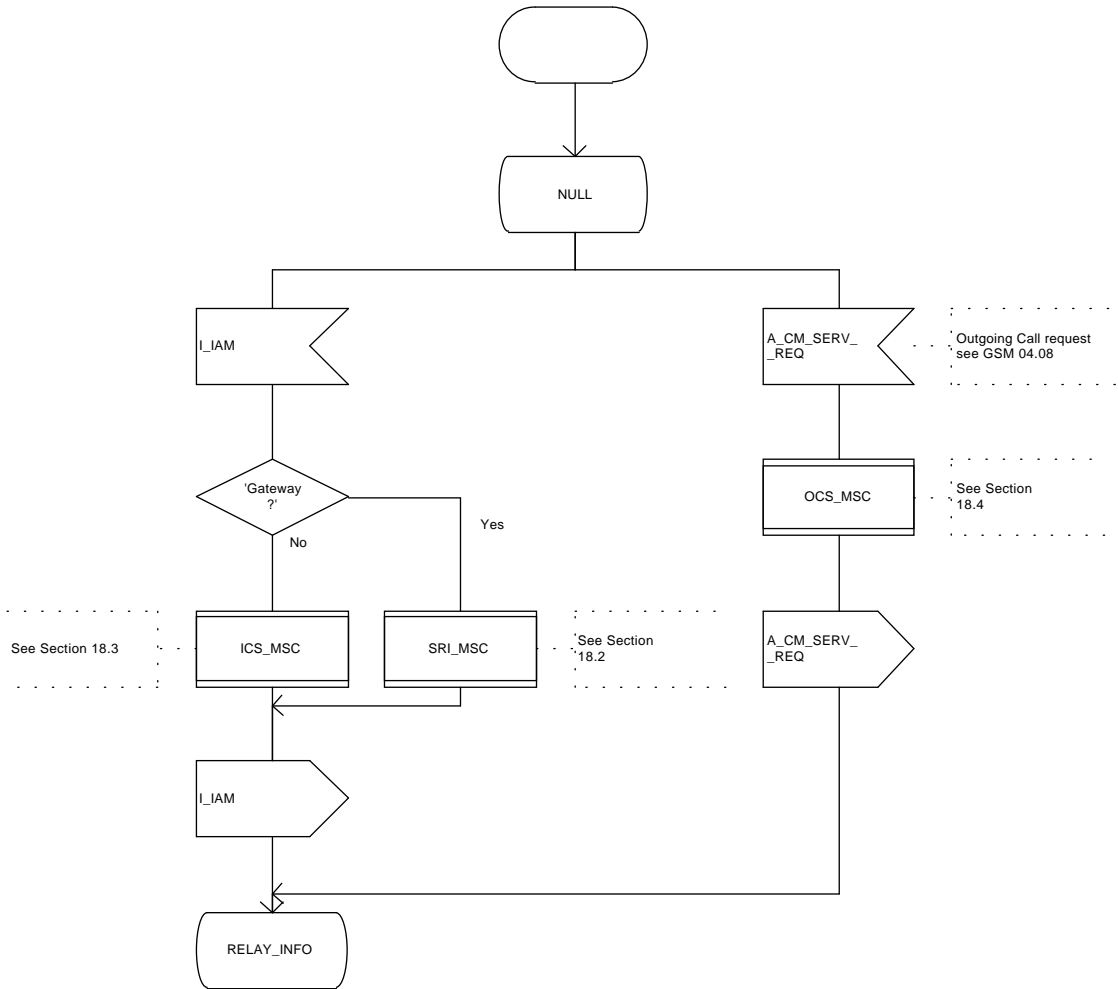 NULL
I_IAM
A_CM_SERV_
_REQ
Outgoing Call request
see GSM 04.08
'Gateway
?'
Yes
No
OCS_MSC
See Section
18.4
See Section 18.3
ICS_MSC
SRI_MSC
See Section
18.2
A_CM_SERV_
_REQ
I_IAM
RELAY_INFO